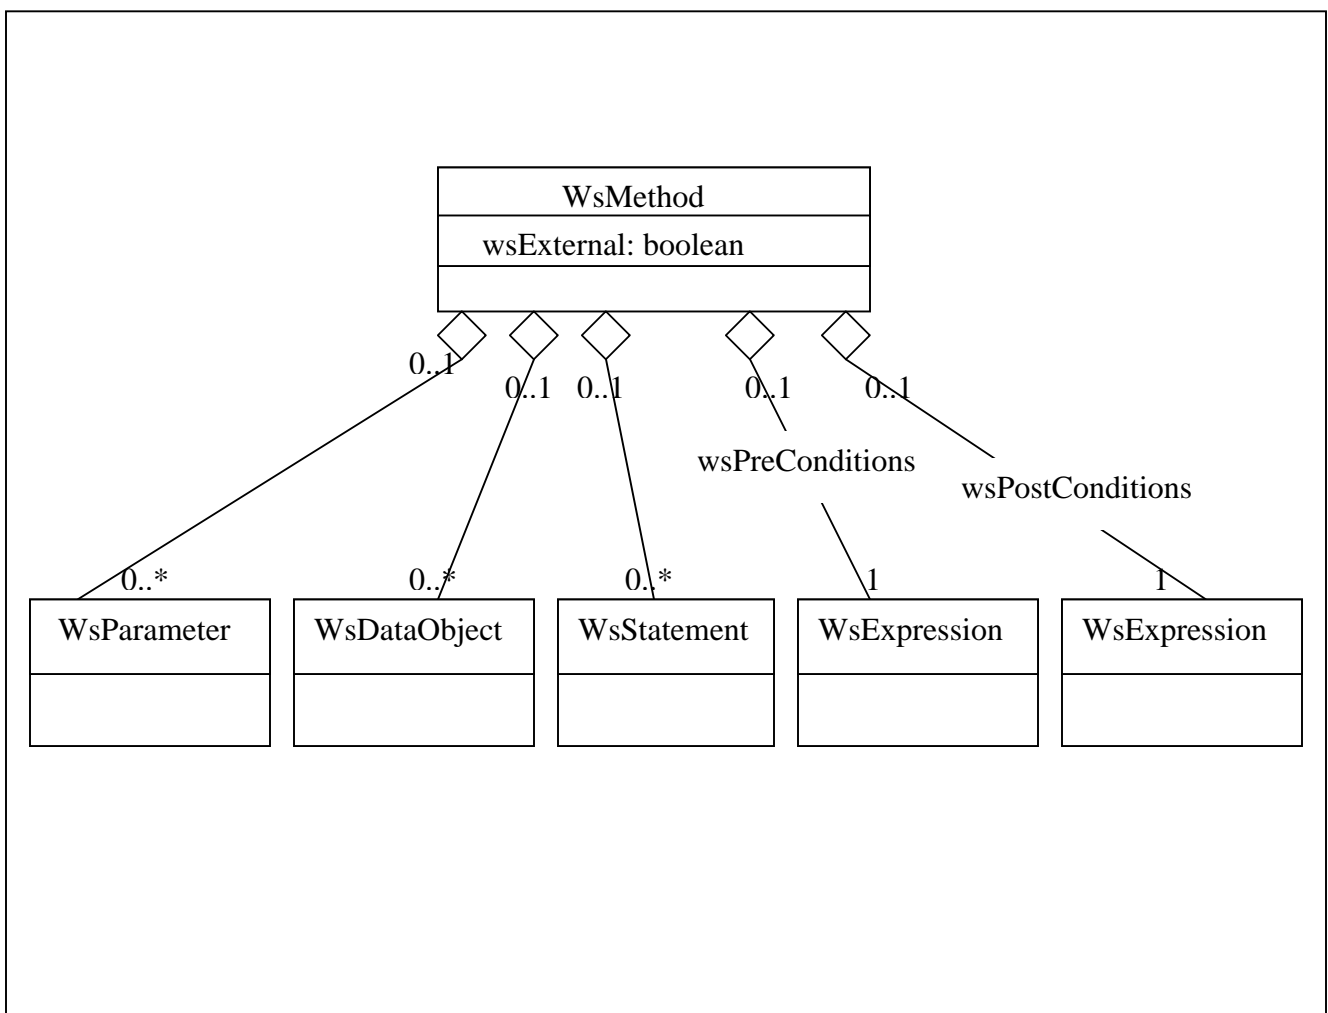 WsMethod
wsExternal: boolean
0..1
0..1
0..1
0..1
0..1
wsPreConditions
wsPostConditions
0..*
0..*
0..*
1
1
WsParameter
WsDataObject
WsStatement
WsExpression
WsExpression